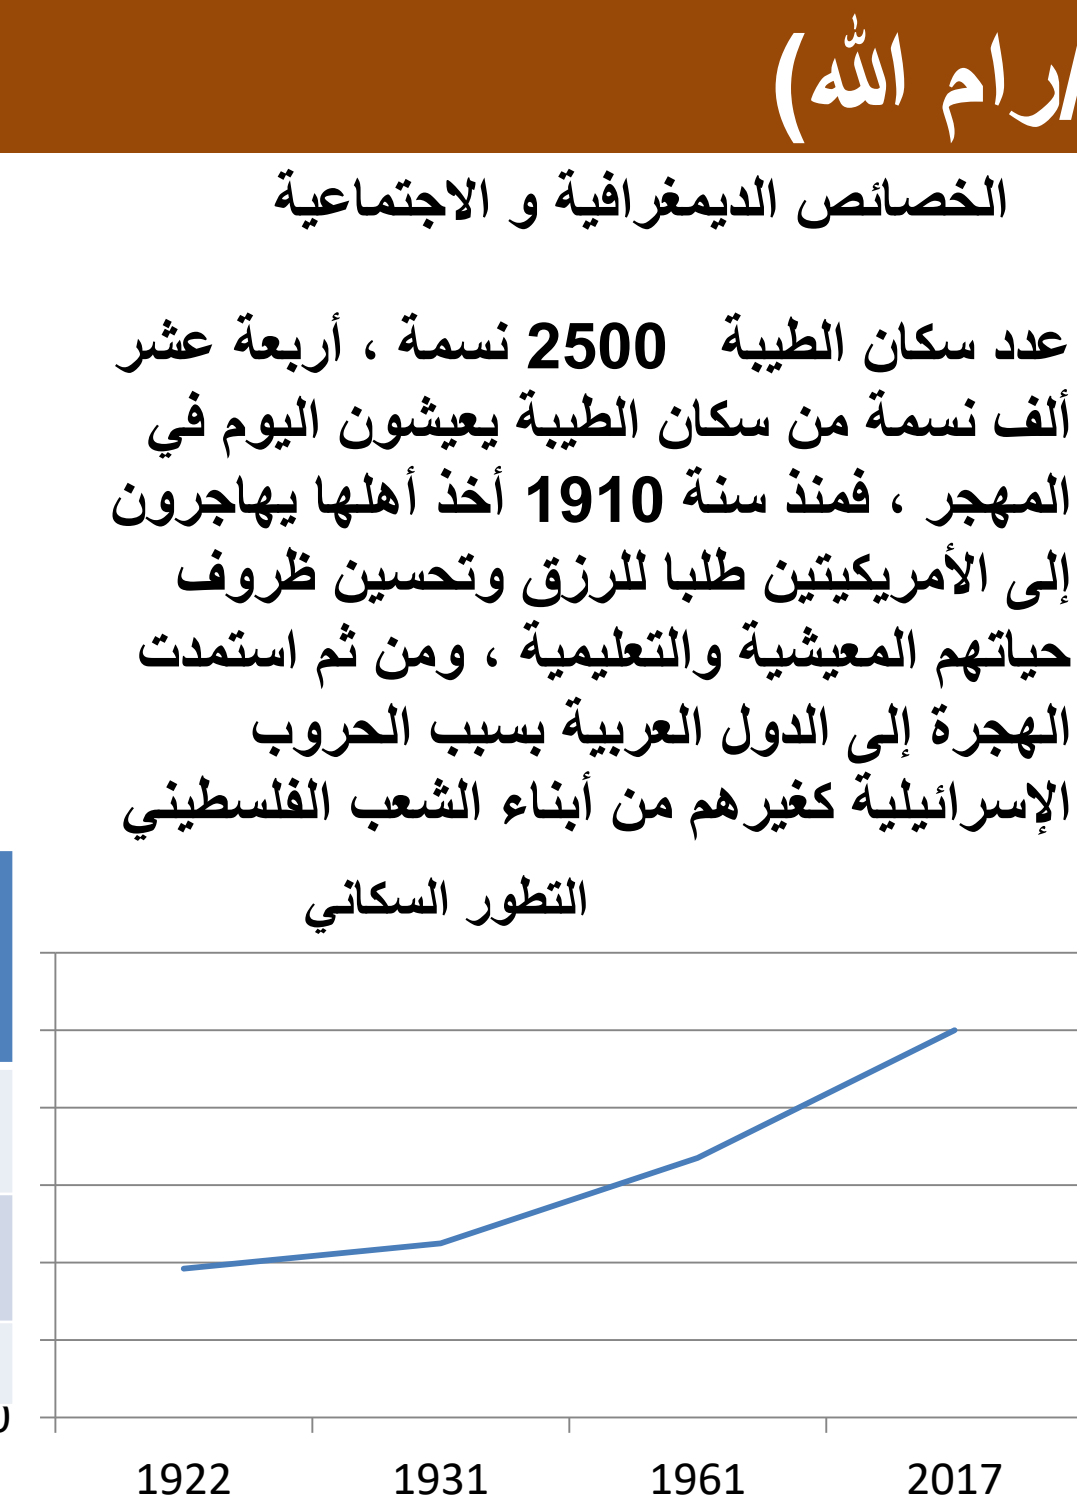 /رام الله)
الخصائص الديمغرافية و الاجتماعية
عدد سكان الطيبة 2500 نسمة ، أربعة عشر
ألف نسمة من سكان الطيبة يعيشون اليوم في
المهجر ، فمنذ سنة 1910 أخذ أهلها يهاجرون
إلى الأمريكيتين طلبا للرزق وتحسين ظروف
حياتهم المعيشية والتعليمية ، ومن ثم استمدت
الهجرة إلى الدول العربية بسبب الحروب
الإسرائيلية كغيرهم من أبناء الشعب الفلسطيني
التطور السكاني
0
1922 1931 1961 2017